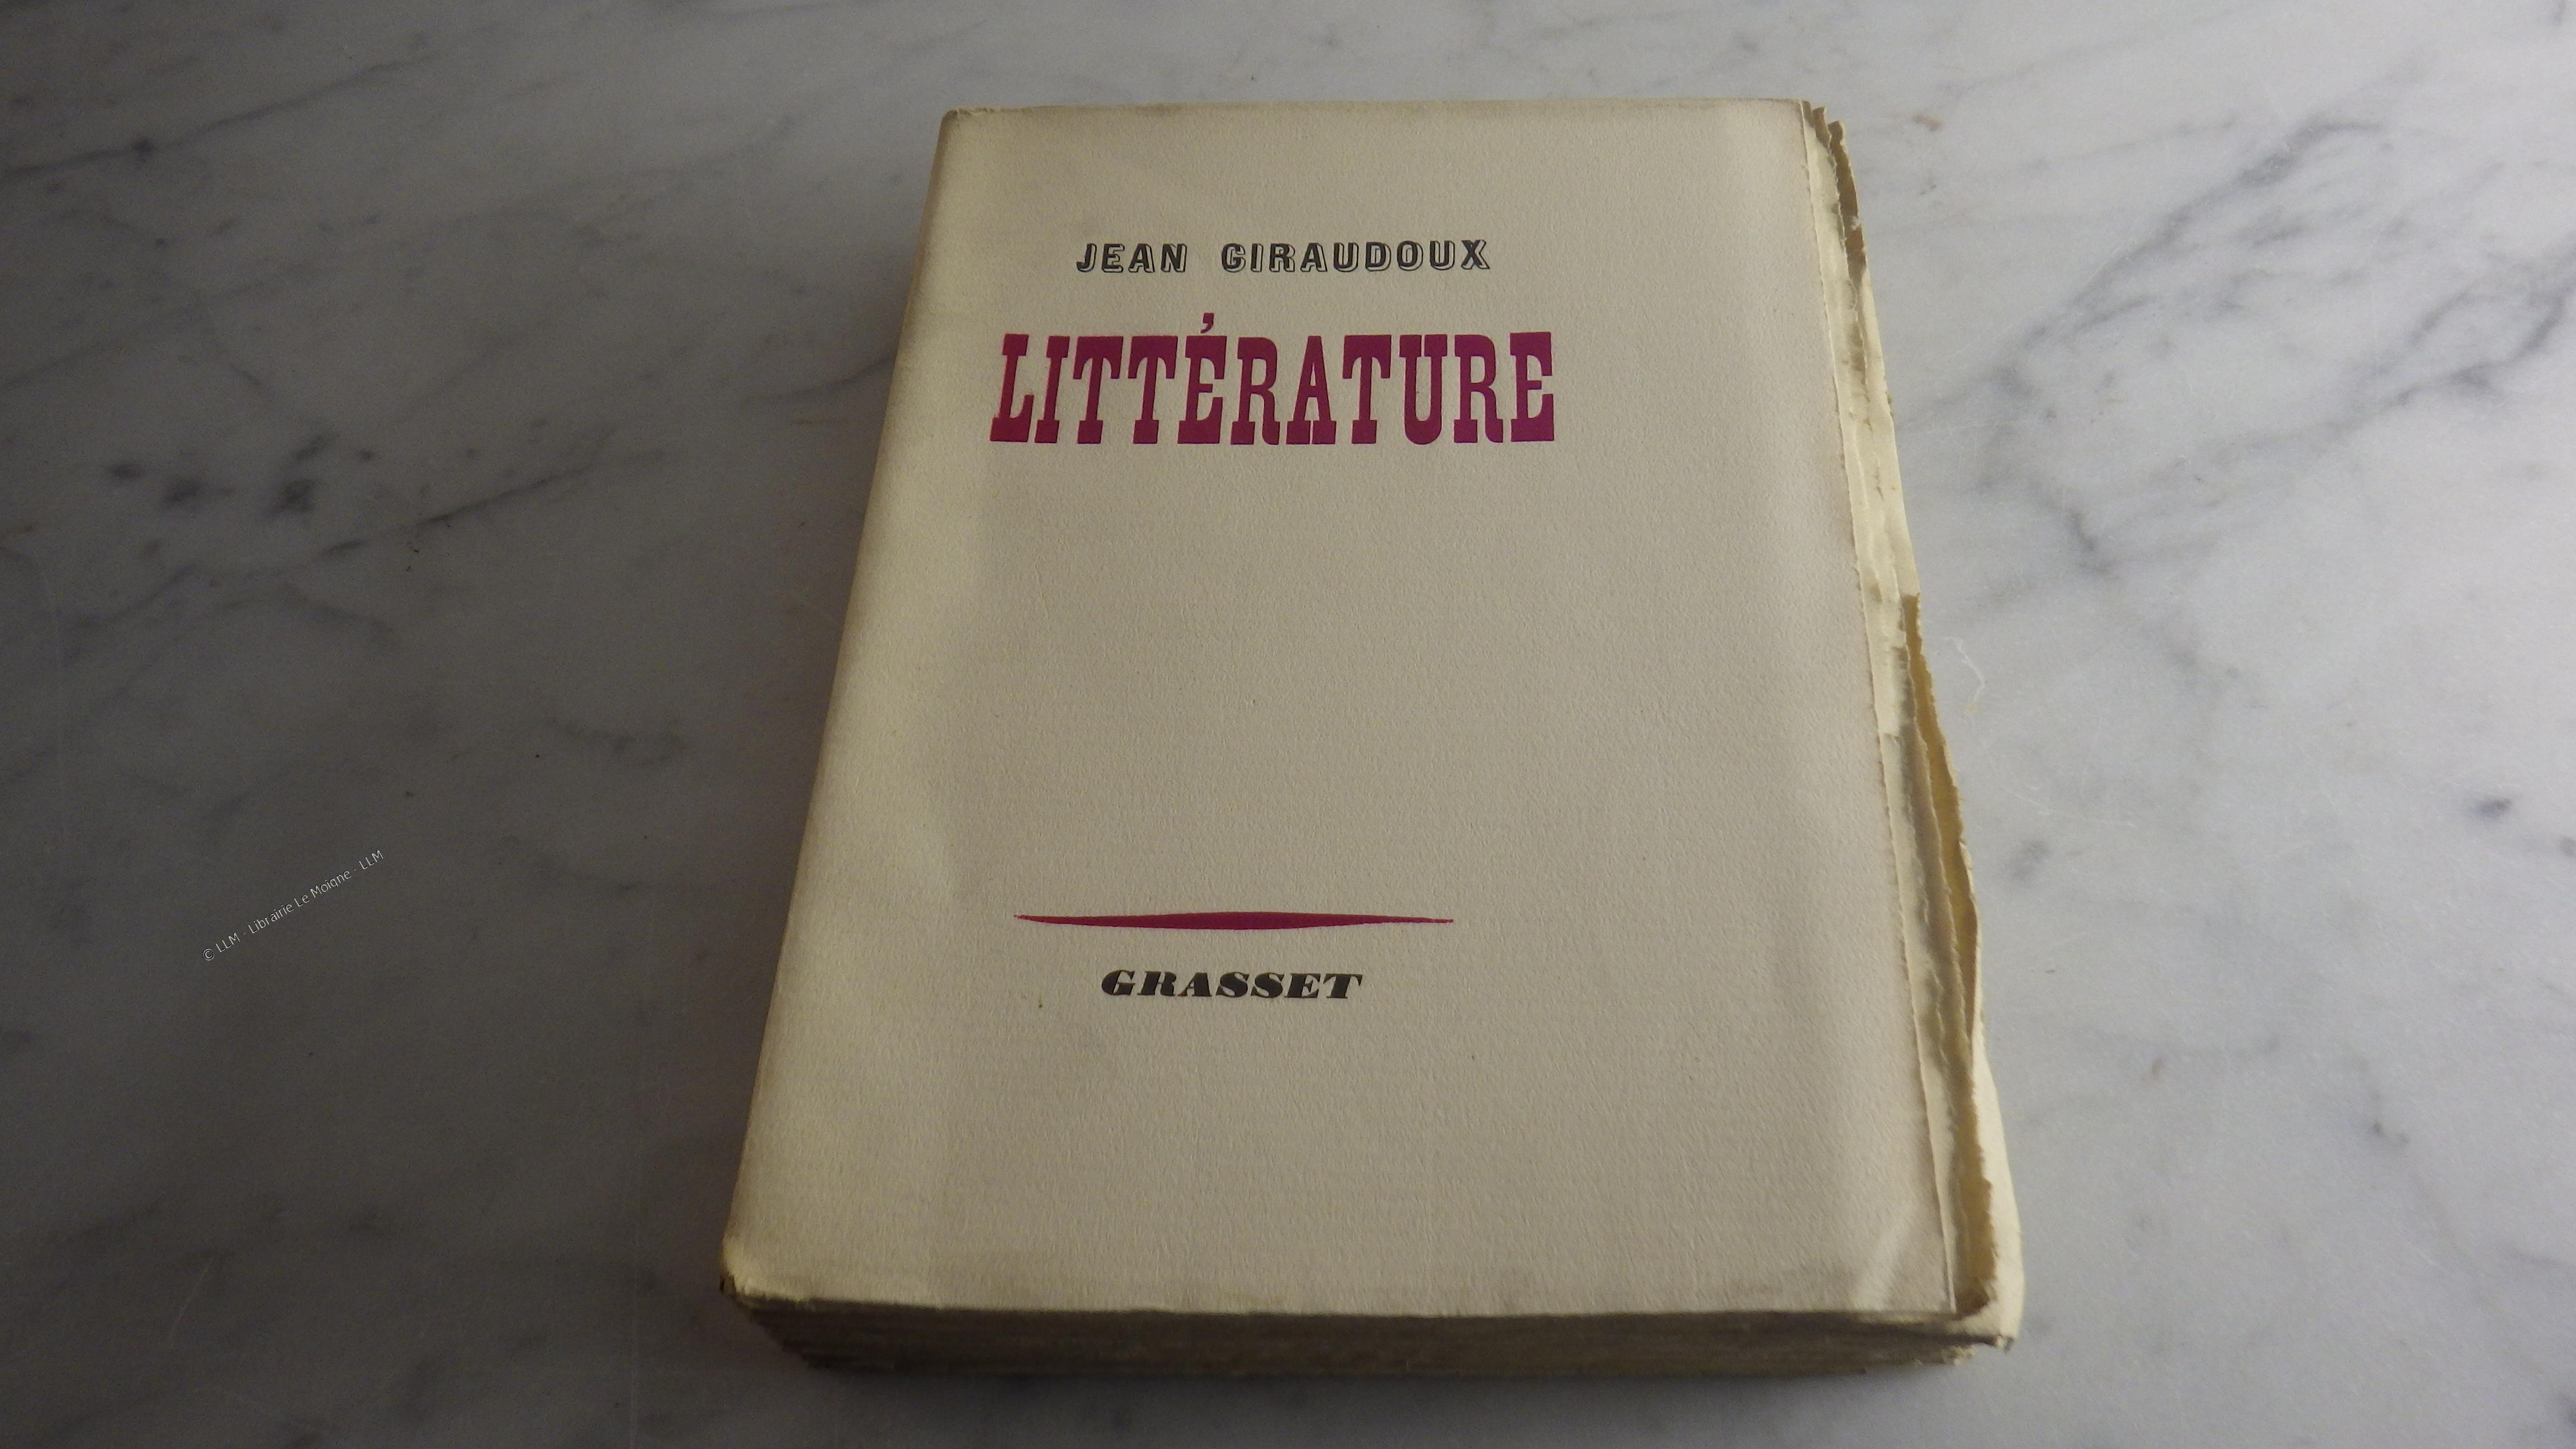 JEAN GIRAUDOUX
LITTÉRATURE
GRASSET
© LLM - Librairie Le Moigne - LLM